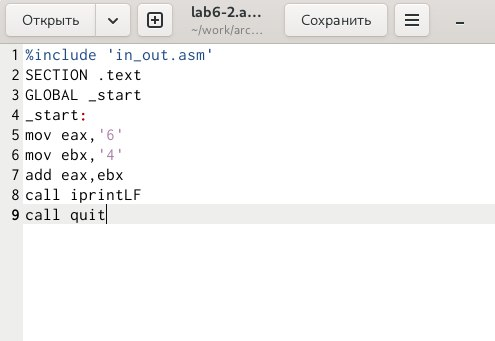 Открыть
lab6-2.a…
~/work/arc…
Сохранить
1 %include 'in_out.asm'
2 SECTION .text
3 GLOBAL _start
4 _start:
5 mov eax,'6'
6 mov ebx,'4'
7 add eax,ebx
8 call iprintLF
9 call quit